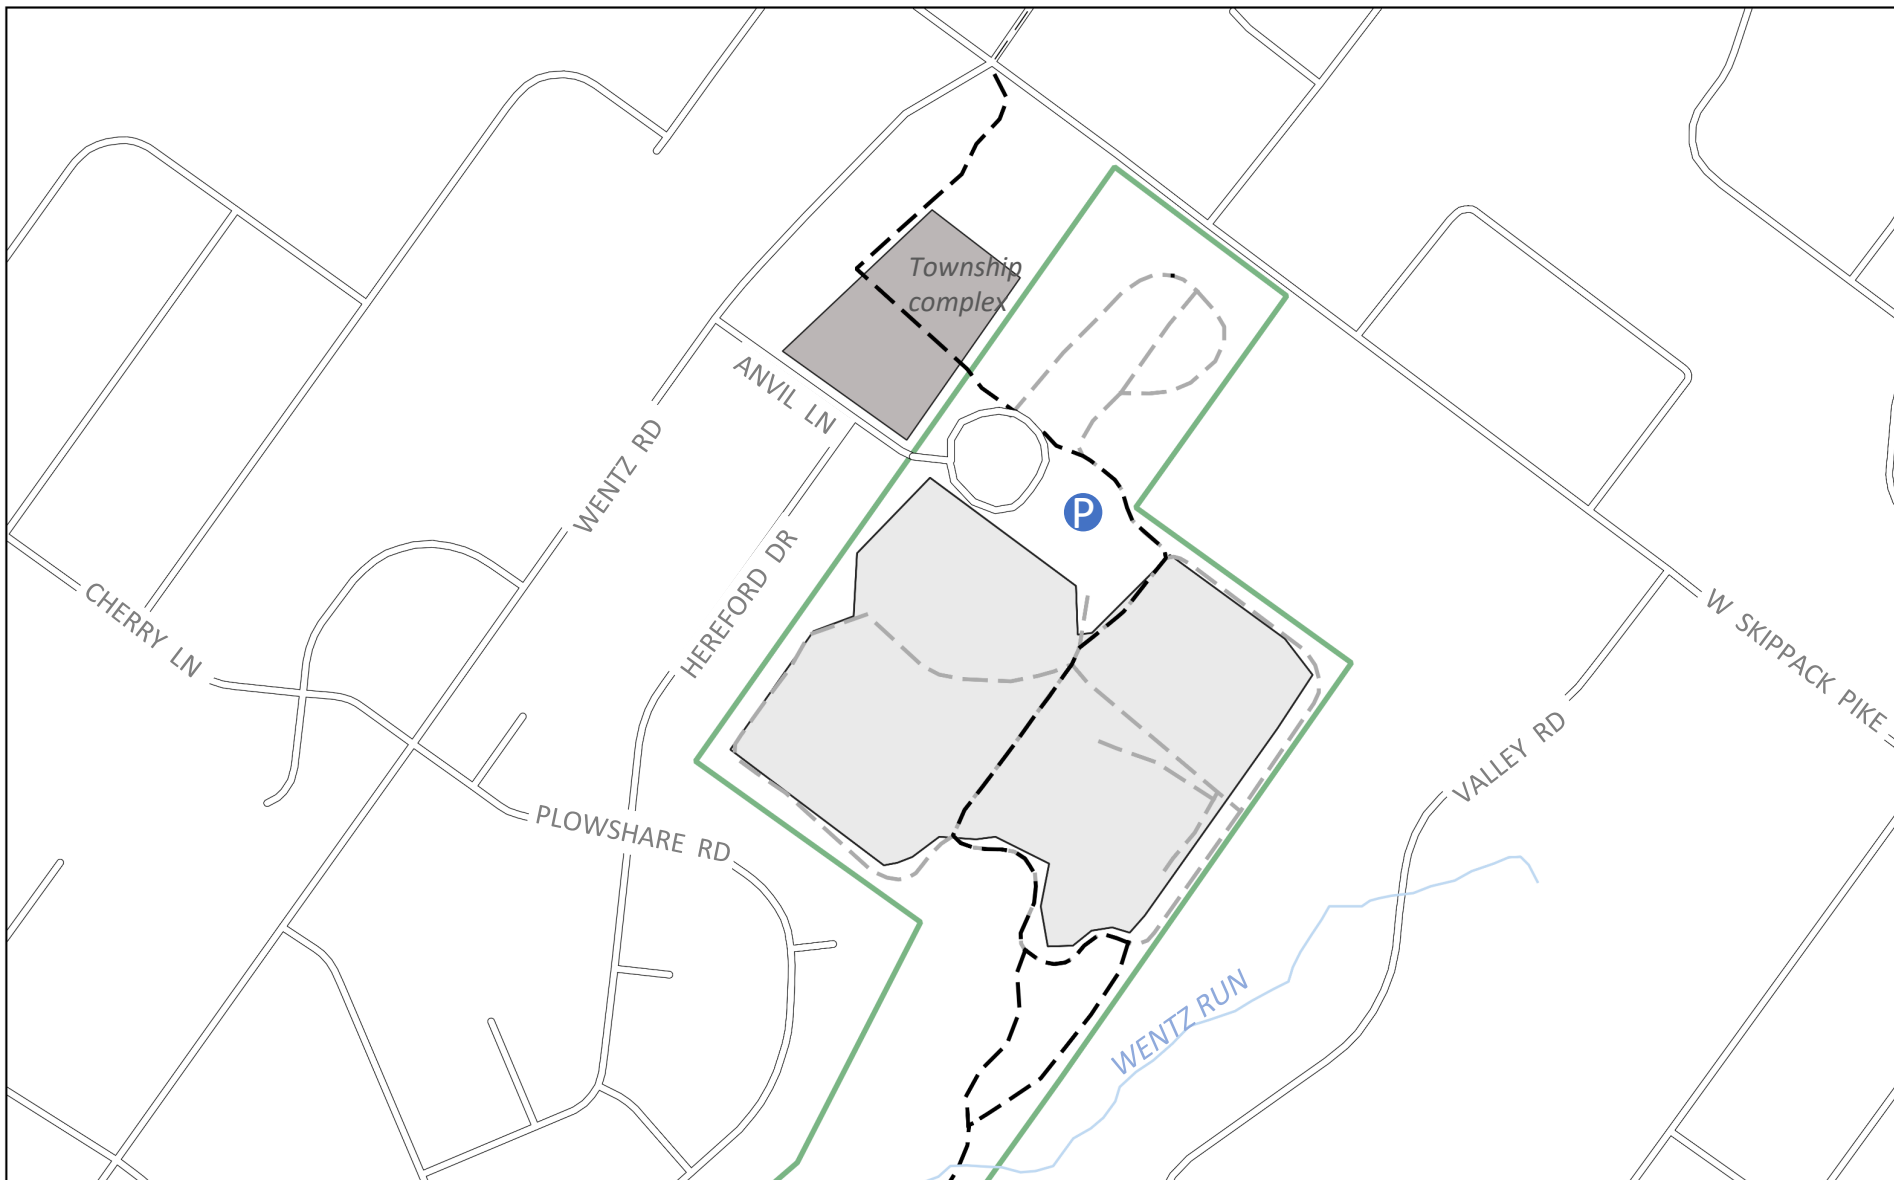 Township
complex
ANVIL LN
WENTZ RD
P
HEREFORD DR
CHERRY LN
W SKIPPACK PIKE
VALLEY RD
PLOWSHARE RD
WENTZ RUN